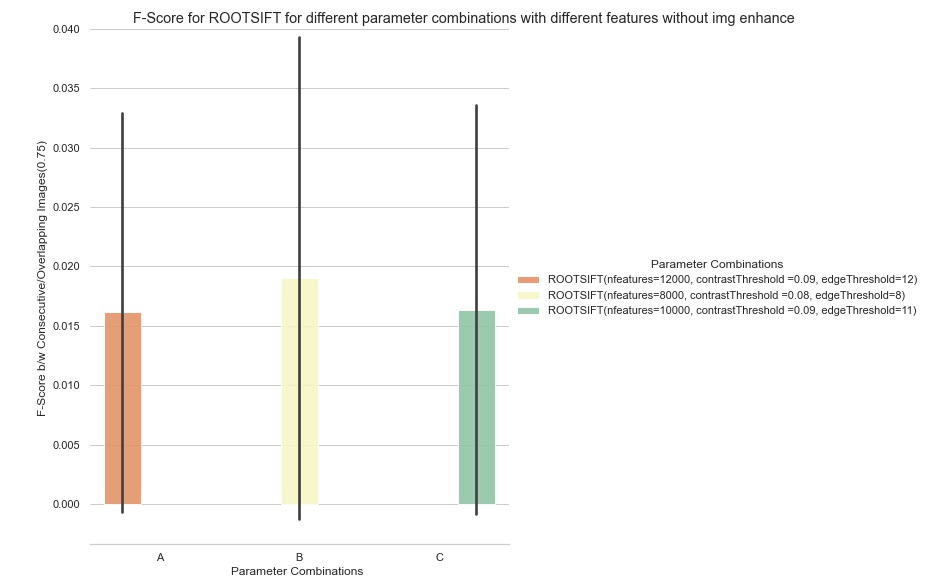 F-Score for ROOTSIFT for different parameter combinations with different features without img enhance
0.040
0.035
0.030
0.025
0.020
0.015
0.010
0.005
0.000
F-Score b/w Consecutive/Overlapping Images(0.75)
A B C
Parameter Combinations
Parameter Combinations
ROOTSIFT(nfeatures=12000, contrastThreshold =0.09, edgeThreshold=12)
ROOTSIFT(nfeatures=8000, contrastThreshold =0.08, edgeThreshold=8)
ROOTSIFT(nfeatures=10000, contrastThreshold =0.09, edgeThreshold=11)